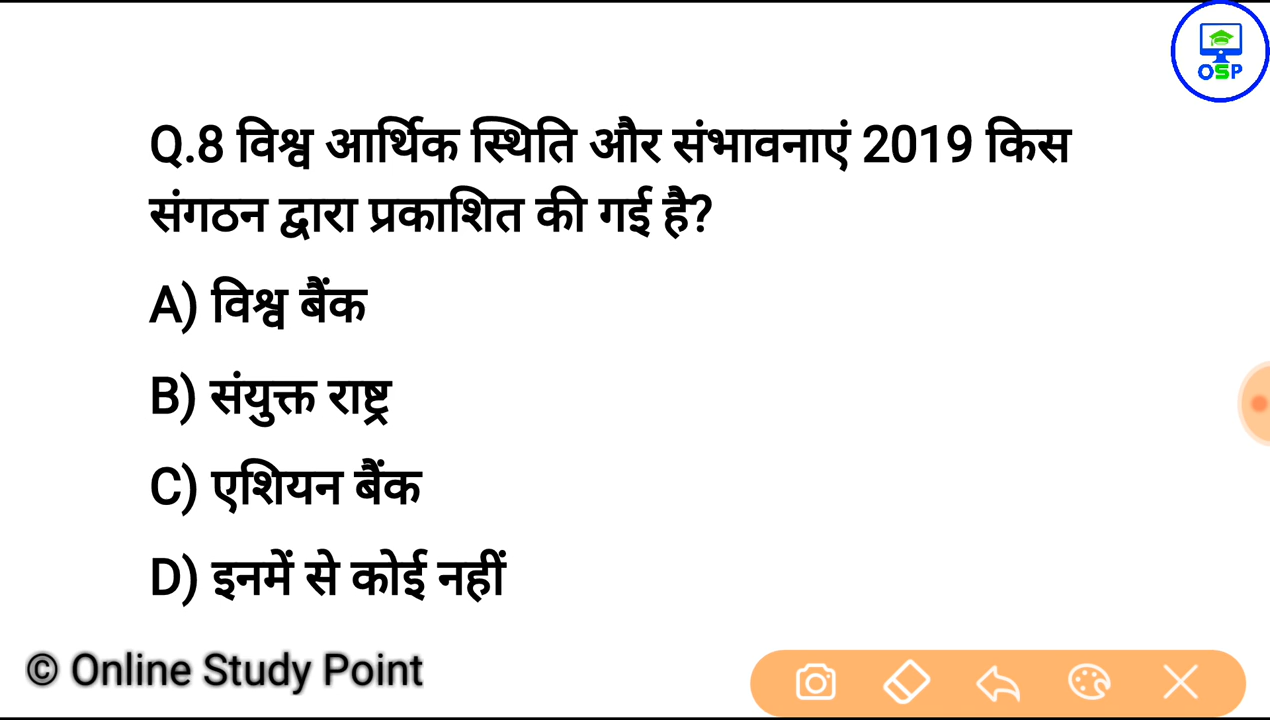 OSP
Q.8 विश्व आर्थिक स्थिति और संभावनाएं 2019 किस
संगठन द्वारा प्रकाशित की गई है?
A) विश्व बैंक
B) संयुक्त राष्ट्र
C) एशियन बैंक
D) इनमें से कोई नहीं
© Online Study Point